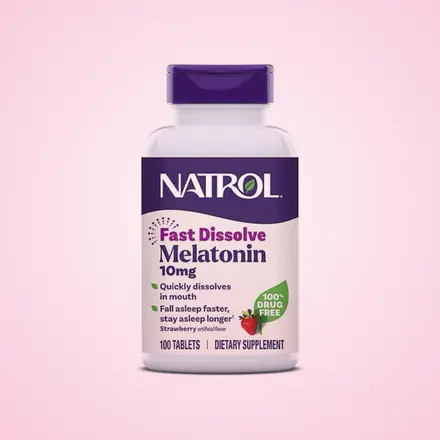 NATROL®
Fast Dissolve
Melatonin
10mg
Quickly dissolves
in mouth
Fall asleep faster,
stay asleep longer†
Strawberry artificial flavor
100%
DRUG
FREE
100 TABLETS | DIETARY SUPPLEMENT